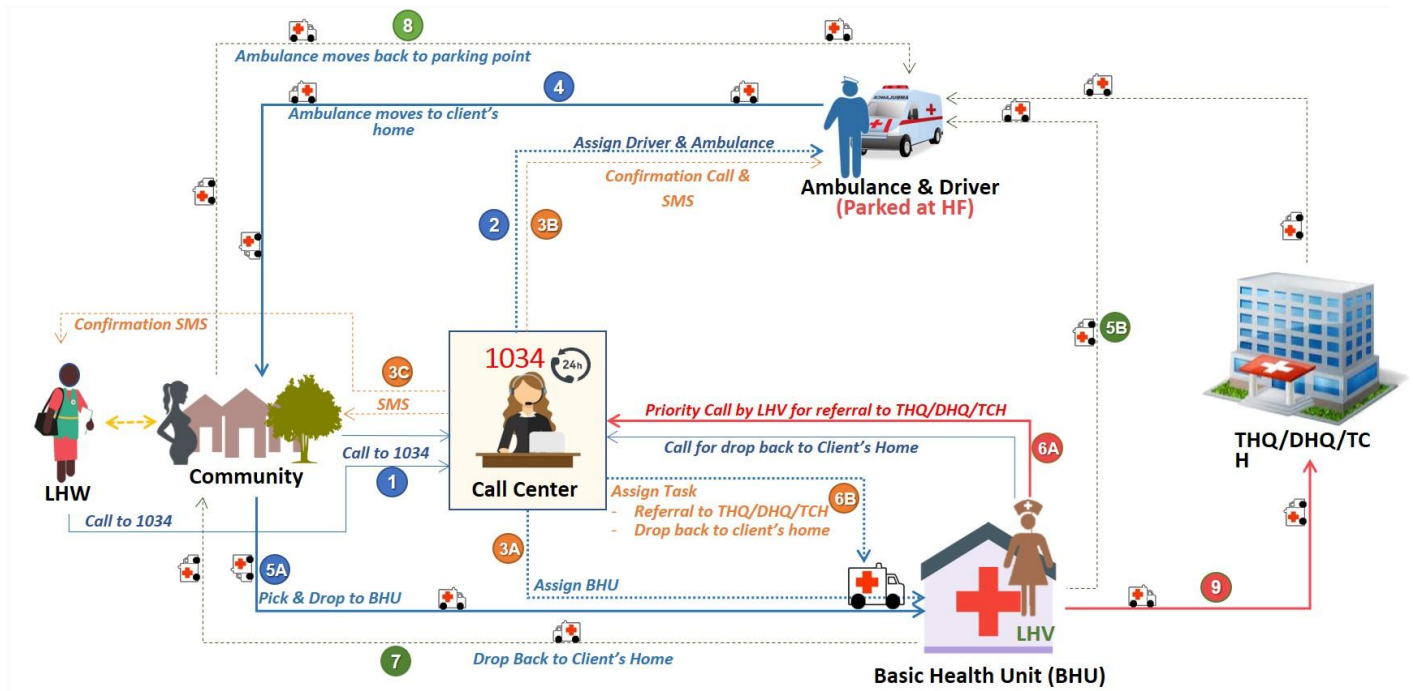 8
Ambulance moves back to parking point
4
Ambulance moves to client's
home
Assign Driver & Ambulance
Confirmation Call &
SMS
Ambulance & Driver
(Parked at HF)
2
3B
Confirmation SMS
5B
1034
24h
3C
SMS
Priority Call by LHV for referral to THQ/DHQ/TCH
Call for drop back to Client's Home
6A
THQ/DHQ/TC
H
Call to 1034
Community
LHW
1
Call Center
Call to 1034
Assign Task
- Referral to THQ/DHQ/TCH
- Drop back to client's home
6B
3A
5A
Assign BHU
Pick & Drop to BHU
9
LHV
7
Drop Back to Client's Home
Basic Health Unit (BHU)